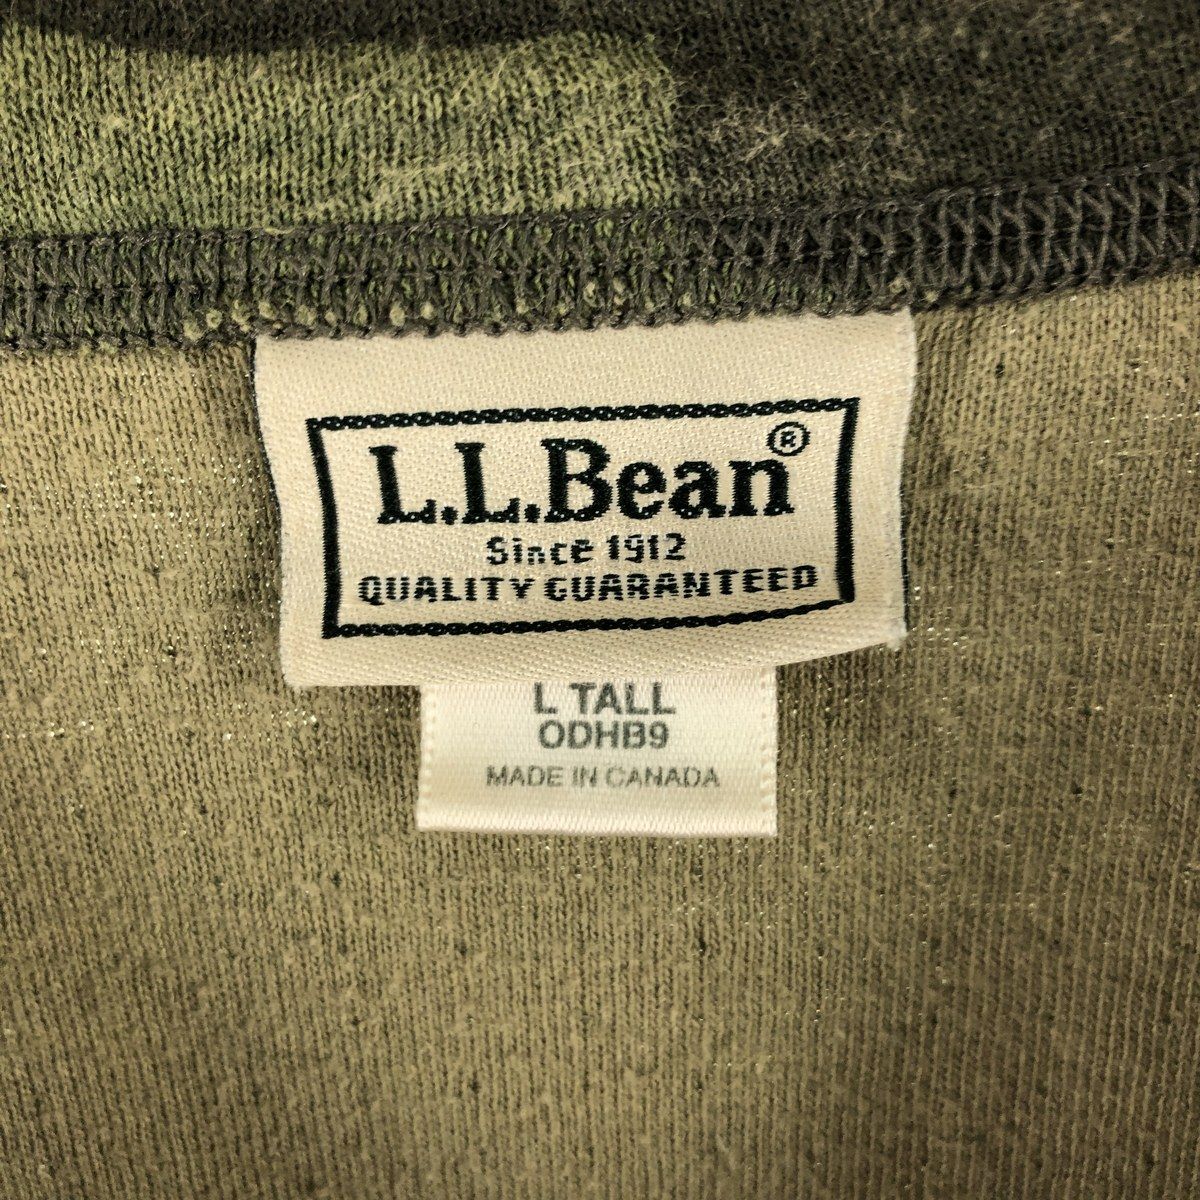 L.L.Bean®
Since 1912
QUALITY GUARANTEED
L TALL
ODHB9
MADE IN CANADA